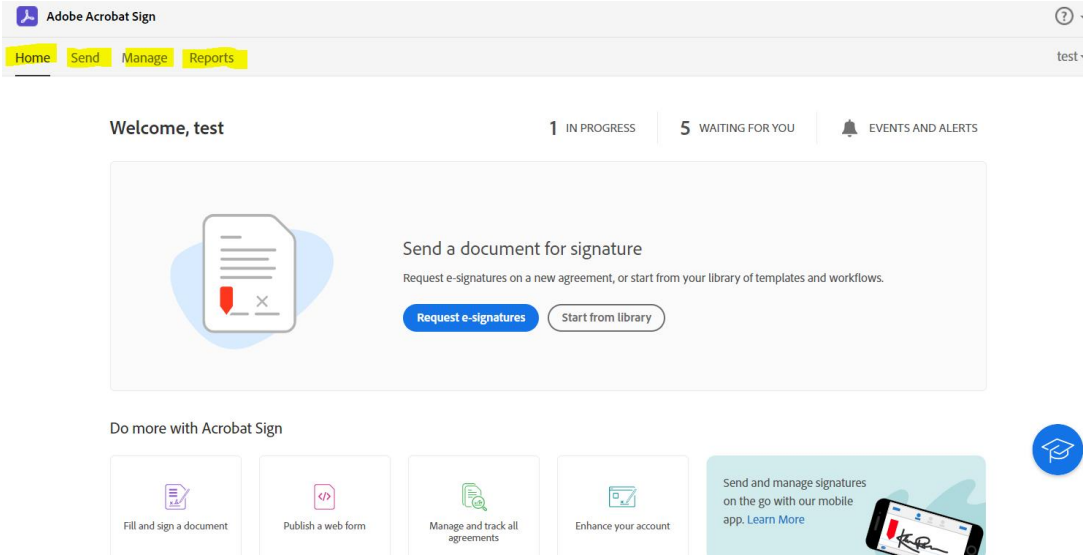 Adobe Acrobat Sign
?
Home Send Manage Reports
test
Welcome, test
1 IN PROGRESS
5 WAITING FOR YOU
EVENTS AND ALERTS
Send a document for signature
Request e-signatures on a new agreement, or start from your library of templates and workflows.
Request e-signatures
Start from library
Do more with Acrobat Sign
Fill and sign a document
</>
Publish a web form
Manage and track all
agreements
Enhance your account
Send and manage signatures
on the go with our mobile
app. Learn More